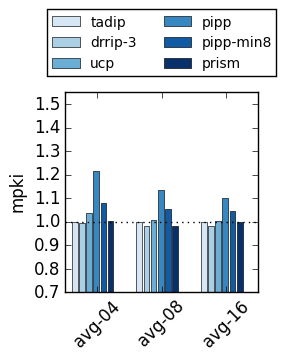 tadip pipp
drrip-3 pipp-min8
ucp prism
1.5
1.4
1.3
1.2
1.1
1.0
0.9
0.8
0.7
mpki
avg-04 avg-08 avg-16